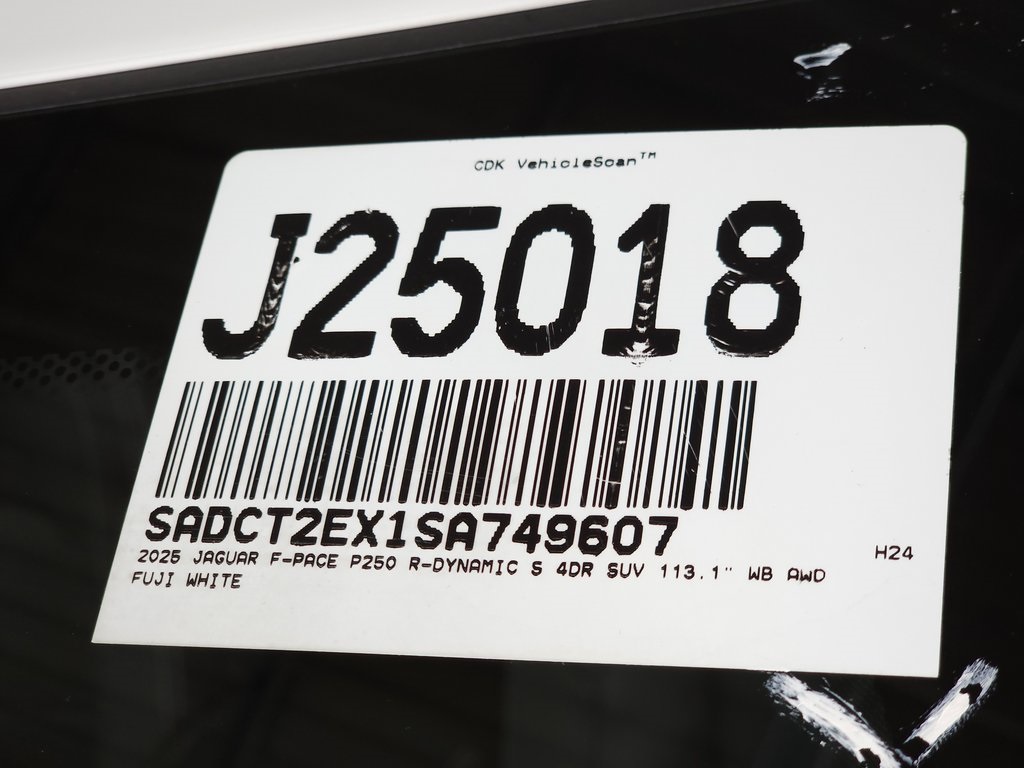 CDK VehicleScan™
J25018
SADCT2EX1SA749607
2025 JAGUAR F-PACE P250 R-DYNAMIC S 4DR SUV 113.1" WB AWD
H24
FUJI WHITE